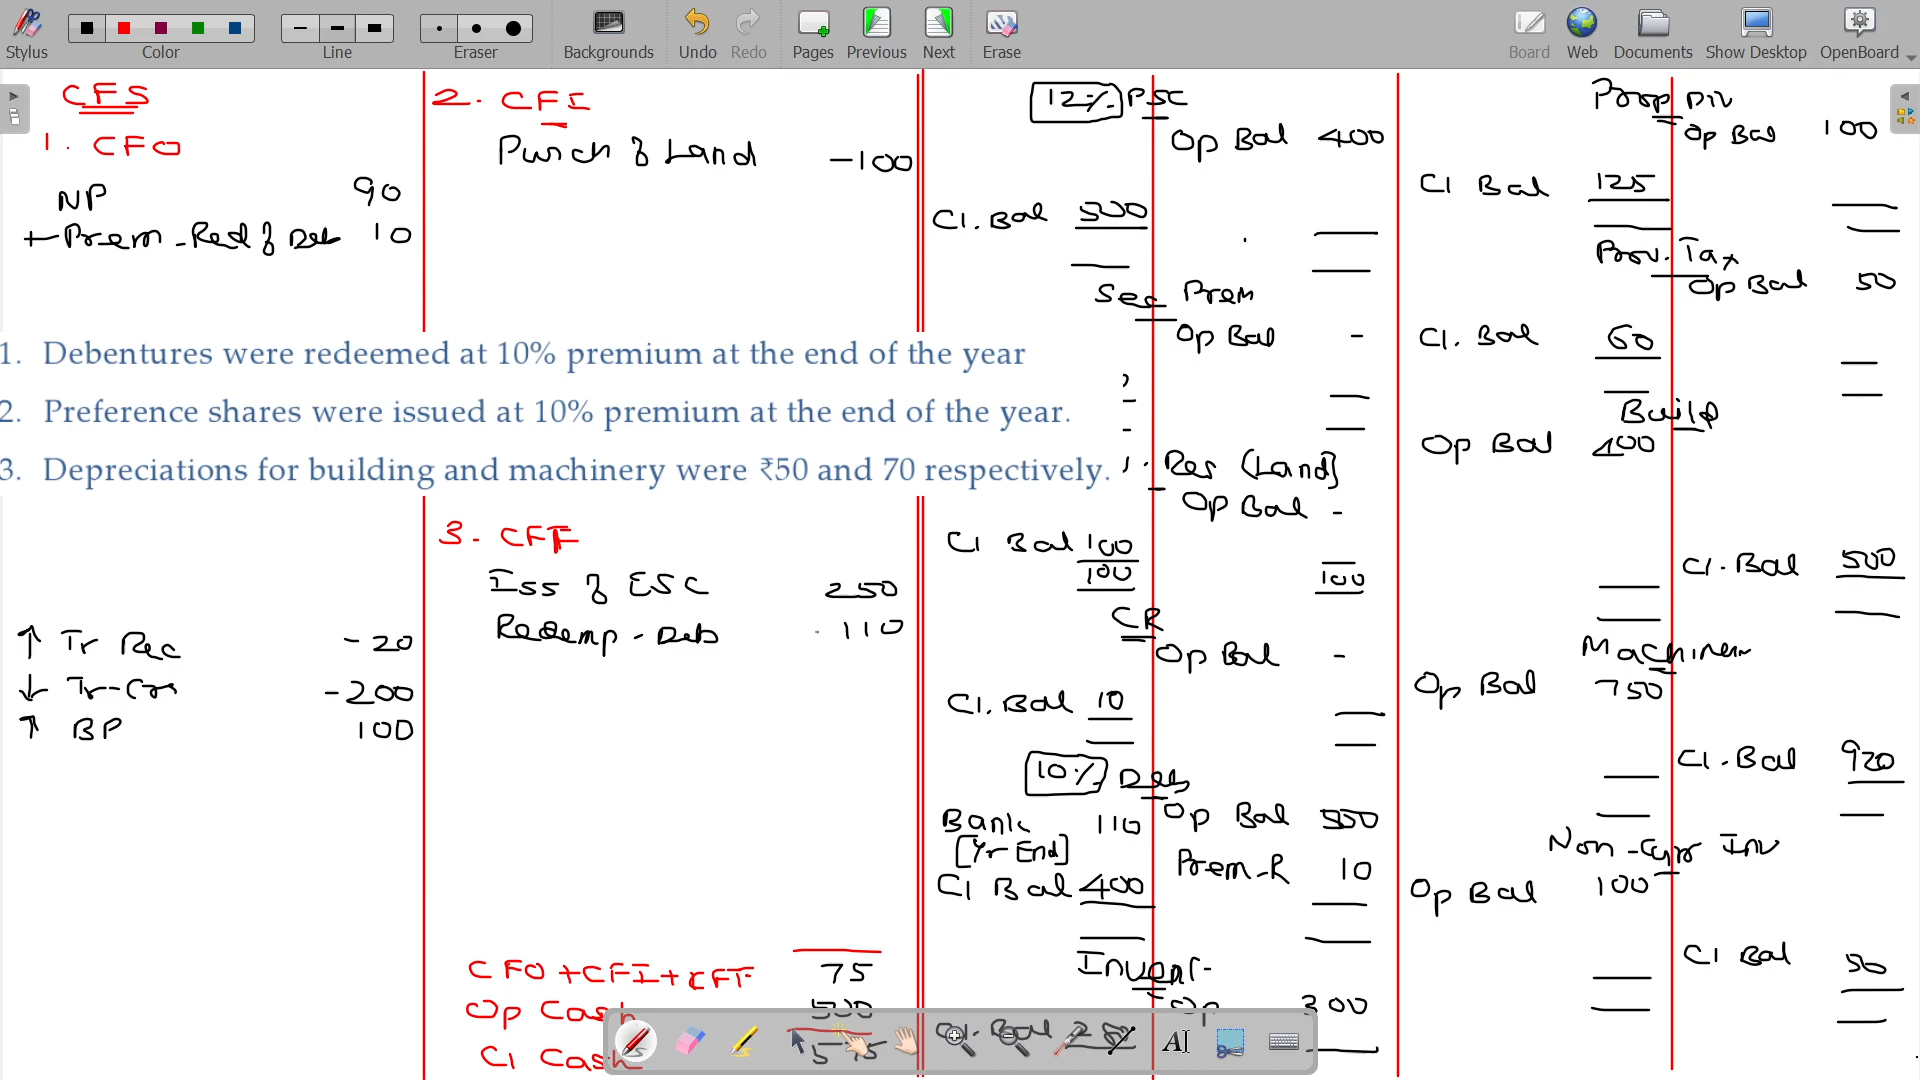 Stylus
Color
Line
Eraser
Backgrounds
Undo
Redo
Pages
Previous
Next
Erase
Board
Web
Documents
Show Desktop
OpenBoard
CFS
1. CFO
NP 90
+ Prem - Red of Deb 10
↑ Tr Rec -20
↓ Tr-Crs -200
↑ BP 100
2. CFI
Purch of Land -100
1. Debentures were redeemed at 10% premium at the end of the year
2. Preference shares were issued at 10% premium at the end of the year.
3. Depreciations for building and machinery were ₹50 and 70 respectively.
3. CFF
Iss of ESC 250
Redemp - Deb 110
CFO + CFI + CFF 75
Op Cash 500
Cl Cash
12% PSC
Op Bal 400
Cl. Bal 500
Sec Prem
Op Bal -
Res (Land)
Op Bal -
Cl Bal 100
100 100
CR
Op Bal -
Cl. Bal 10
10% Deb
Bank 110 Op Bal 500
[Yr End]
Prem-R 10
Cl Bal 400
Invent-
Op 300
Cl. Bal
Prop Div
Op Bal 100
Cl Bal 125
Prov. Tax
Op Bal 50
Cl. Bal 60
Build
Op Bal 400
Cl. Bal 500
Machinery
Op Bal 750
Cl. Bal 920
Non-Curr Inv
Op Bal 100
Cl Bal 50